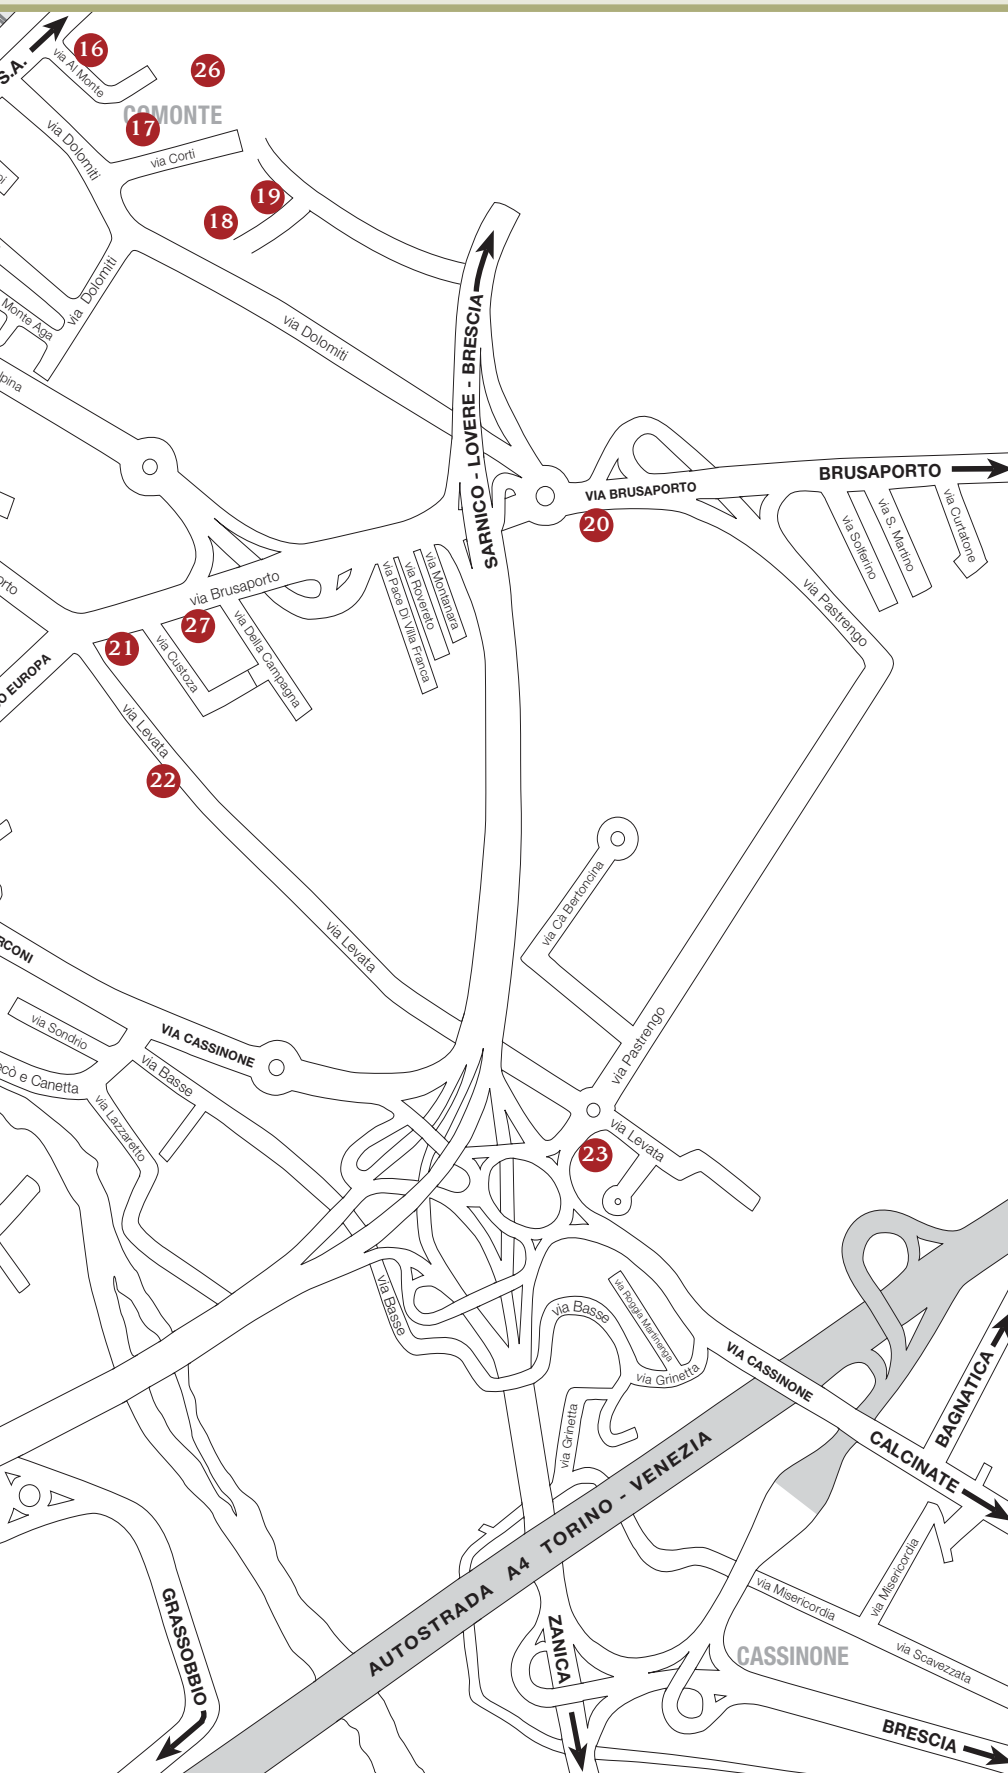 S.A.
16
via Al Monte
26
COMONTE
17
via Dolomiti
via Corti
19
18
via Dolomiti
Monte Aga
via Dolomiti
SARNICO - LOVERE - BRESCIA
BRUSAPORTO
VIA BRUSAPORTO
20
via Solferino
via S. Martino
via Curtatone
via Pastrengo
via Brusaporto
27
21
via Custoza
via Della Campagna
via Pace Di Villa Franca
via Rovereto
via Montanara
O EUROPA
via Levata
22
via Cà Bertoncina
via Levata
RCONI
via Sondrio
VIA CASSINONE
via Basse
ecò e Canetta
via Lazzaretto
via Pastrengo
via Levata
23
via Basse
via Basse
via Roggia Martinenga
via Grinetta
via Grinetta
VIA CASSINONE
BAGNATICA
CALCINATE
AUTOSTRADA A4 TORINO - VENEZIA
via Misericordia
via Misericordia
via Scavezzata
CASSINONE
GRASSOBBIO
ZANICA
BRESCIA